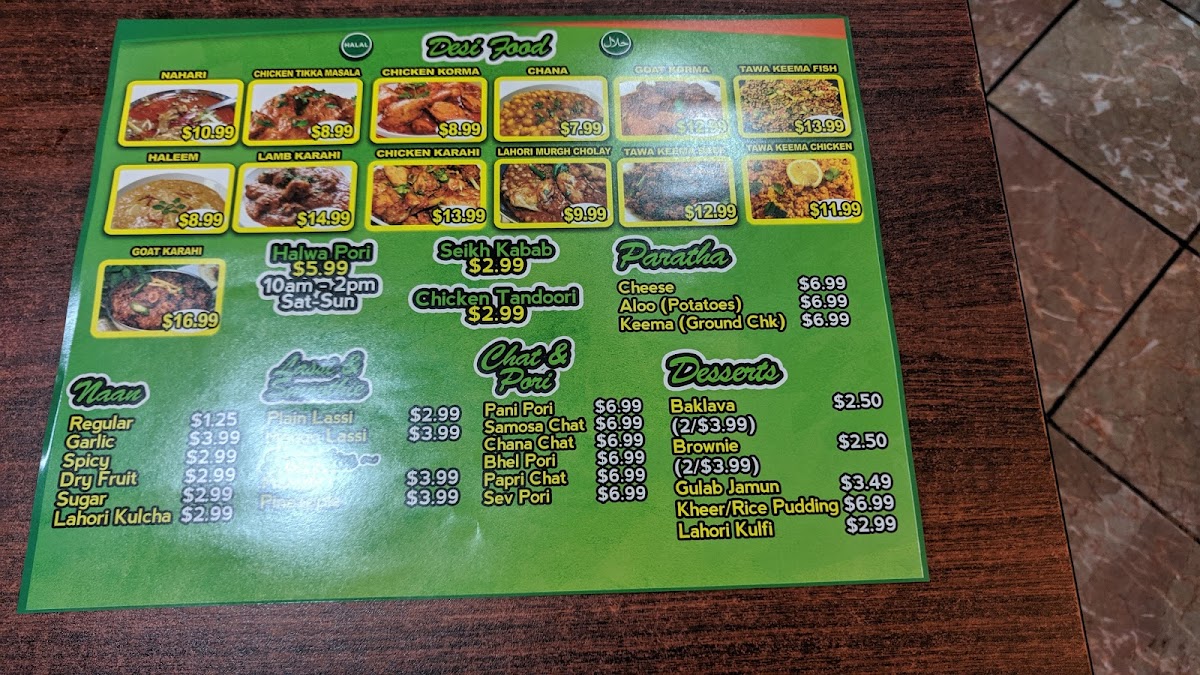 HALAL
Desi Food
حلال
NAHARI
$10.99
CHICKEN TIKKA MASALA
$8.99
CHICKEN KORMA
$8.99
CHANA
$7.99
GOAT KORMA
$12.99
TAWA KEEMA FISH
$13.99
HALEEM
$8.99
LAMB KARAHI
$14.99
CHICKEN KARAHI
$13.99
LAHORI MURGH CHOLAY
$9.99
TAWA KEEMA
$12.99
TAWA KEEMA CHICKEN
$11.99
GOAT KARAHI
$16.99
Halwa Pori
$5.99
10am - 2pm
Sat-Sun
Seikh Kabab
$2.99
Chicken Tandoori
$2.99
Paratha
Cheese $6.99
Aloo (Potatoes) $6.99
Keema (Ground Chk) $6.99
Naan
Regular $1.25
Garlic $3.99
Spicy $2.99
Dry Fruit $2.99
Sugar $2.99
Lahori Kulcha $2.99
Lassi &
Plain Lassi $2.99
Lassi $3.99
$3.99
$3.99
Chat &
Pori
Pani Pori $6.99
Samosa Chat $6.99
Chana Chat $6.99
Bhel Pori $6.99
Papri Chat $6.99
Sev Pori $6.99
Desserts
Baklava $2.50
(2/$3.99)
Brownie $2.50
(2/$3.99)
Gulab Jamun $3.49
Kheer/Rice Pudding $6.99
Lahori Kulfi $2.99